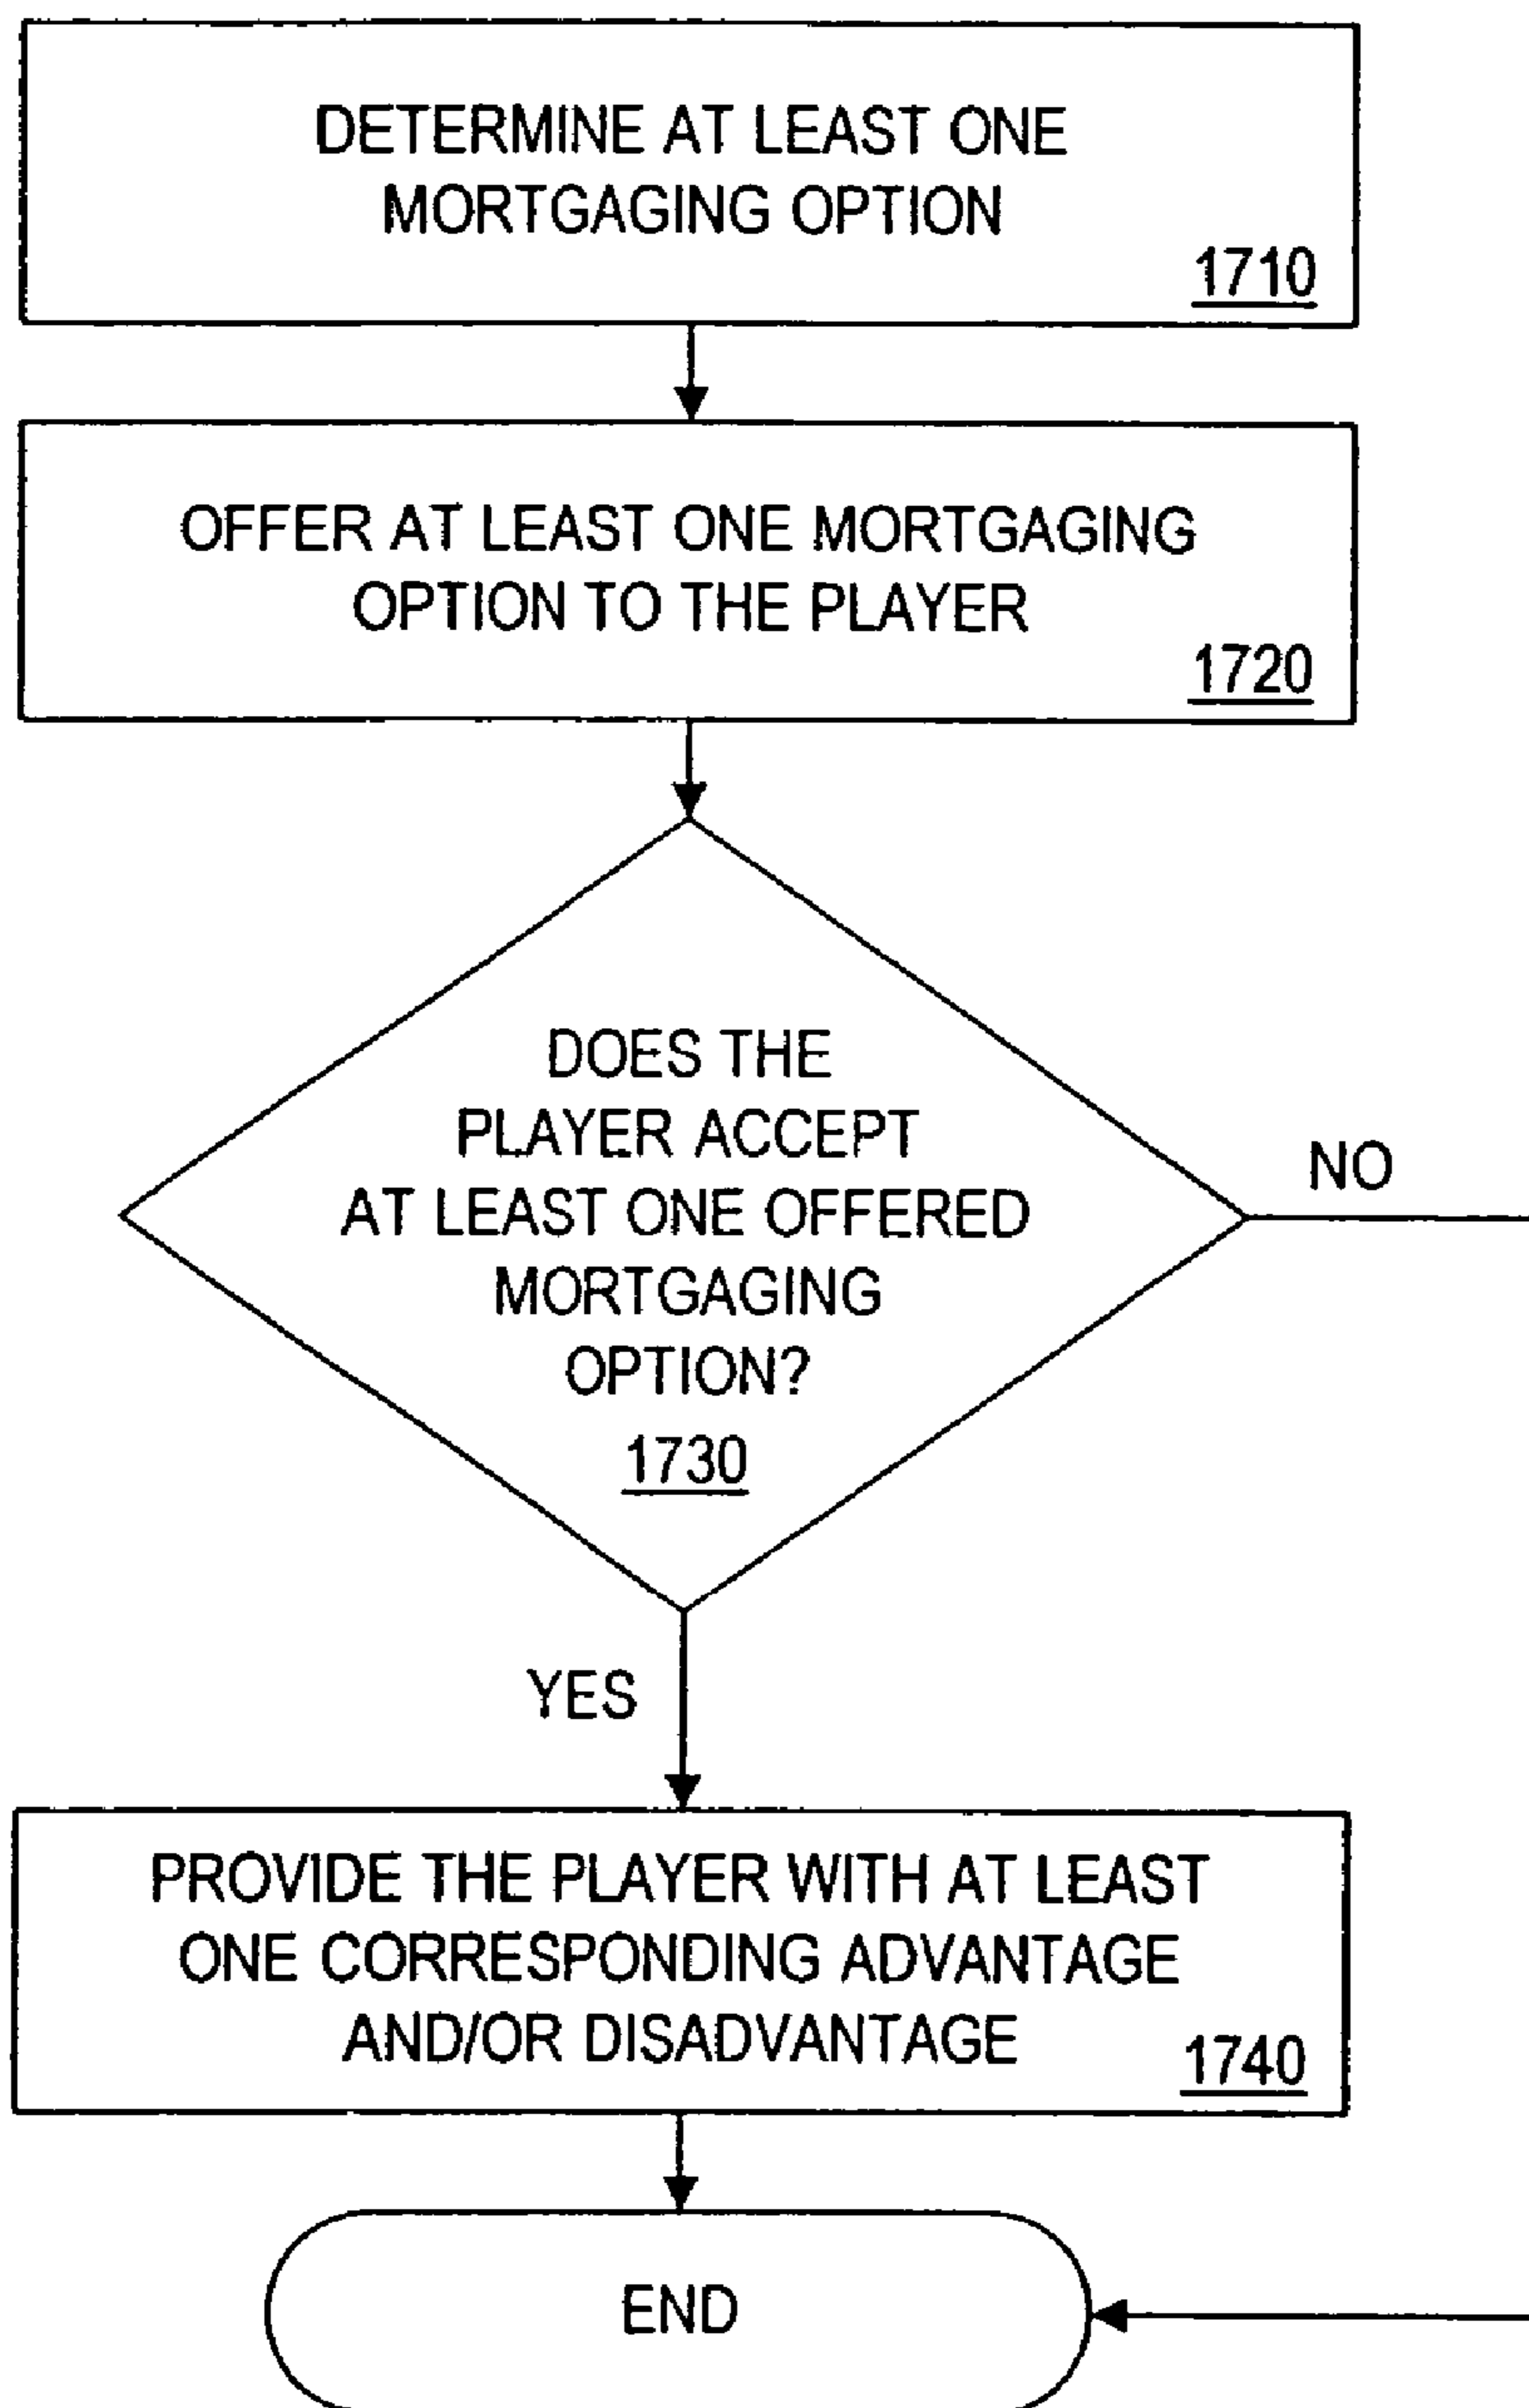 DETERMINE AT LEAST ONE
MORTGAGING OPTION
1710
OFFER AT LEAST ONE MORTGAGING
OPTION TO THE PLAYER
1720
DOES THE
PLAYER ACCEPT
AT LEAST ONE OFFERED
MORTGAGING
OPTION?
1730
NO
YES
PROVIDE THE PLAYER WITH AT LEAST
ONE CORRESPONDING ADVANTAGE
AND/OR DISADVANTAGE
1740
END